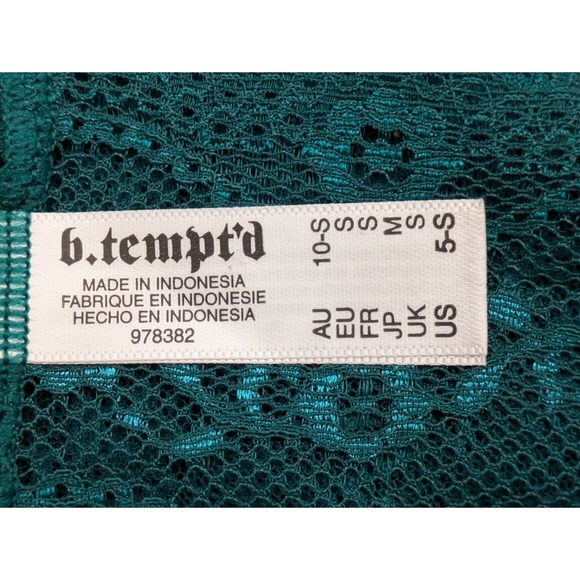 b.tempt'd
MADE IN INDONESIA
FABRIQUE EN INDONESIE
HECHO EN INDONESIA
978382
AU 10-S
EU S
FR S
JP M
UK S
US 5-S